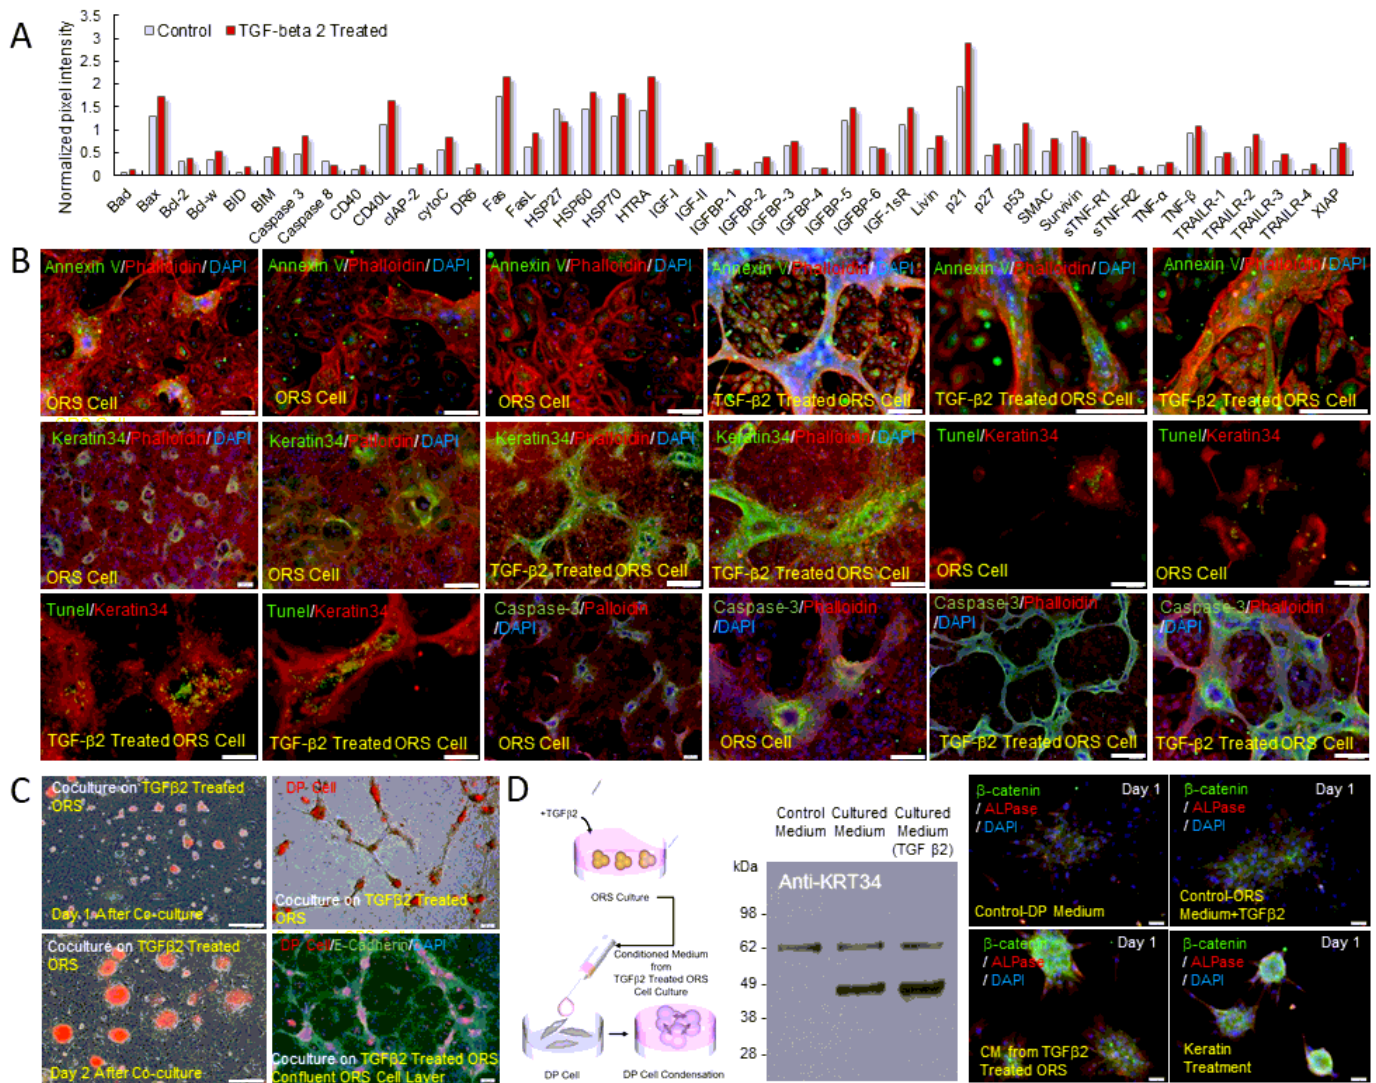 A
3.5
3
2.5
2
1.5
1
0.5
0
Normalized pixel intensity
Control
TGF-beta 2 Treated
Bad
Bax
Bcl-2
Bcl-w
BID
BIM
Caspase 3
Caspase 8
CD40
CD40L
cIAP-2
cytoC
DR6
Fas
FasL
HSP27
HSP60
HSP70
HTRA
IGF-I
IGF-II
IGFBP-1
IGFBP-2
IGFBP-3
IGFBP-4
IGFBP-5
IGFBP-6
IGF-1sR
Livin
p21
p27
p53
SMAC
Survivin
sTNF-R1
sTNF-R2
TNF-α
TNF-β
TRAILR-1
TRAILR-2
TRAILR-3
TRAILR-4
XIAP
B
Annexin V/Phalloidin/DAPI
ORS Cell
Annexin V/Phalloidin/DAPI
ORS Cell
Annexin V/Phalloidin/DAPI
ORS Cell
Annexin V/Phalloidin/DAPI
TGF-β2 Treated ORS Cell
Annexin V/Phalloidin/DAPI
TGF-β2 Treated ORS Cell
Annexin V/Phalloidin/DAPI
TGF-β2 Treated ORS Cell
Keratin34/Phalloidin/DAPI
ORS Cell
Keratin34/Palloidin/DAPI
ORS Cell
Keratin34/Phalloidin/DAPI
TGF-β2 Treated ORS Cell
Keratin34/Phalloidin/DAPI
TGF-β2 Treated ORS Cell
Tunel/Keratin34
ORS Cell
Tunel/Keratin34
ORS Cell
Tunel/Keratin34
TGF-β2 Treated ORS Cell
Tunel/Keratin34
TGF-β2 Treated ORS Cell
Caspase-3/Palloidin
/DAPI
ORS Cell
Caspase-3/Phalloidin
/DAPI
ORS Cell
Caspase-3/Phalloidin
/DAPI
TGF-β2 Treated ORS Cell
Caspase-3/Phalloidin
/DAPI
TGF-β2 Treated ORS Cell
C
Coculture on TGFβ2 Treated
ORS
Day 1 After Co-culture
DP Cell
Coculture on TGFβ2 Treated
ORS
Coculture on TGFβ2 Treated
ORS
Day 2 After Co-culture
DP Cell/E-Cadherin/DAPI
Coculture on TGFβ2 Treated ORS
Confluent ORS Cell Layer
D
+TGFβ2
ORS Culture
Conditioned Medium
from
TGFβ2 Treated ORS
Cell Culture
DP Cell
DP Cell Condensation
Control
Medium
Cultured
Medium
Cultured
Medium
(TGF β2)
kDa
Anti-KRT34
98
62
49
38
28
β-catenin
/ ALPase
/ DAPI
Day 1
Control-DP Medium
β-catenin
/ ALPase
/ DAPI
Day 1
Control-ORS
Medium+TGFβ2
β-catenin
/ ALPase
/ DAPI
Day 1
CM from TGFβ2
Treated ORS
β-catenin
/ ALPase
/ DAPI
Day 1
Keratin
Treatment